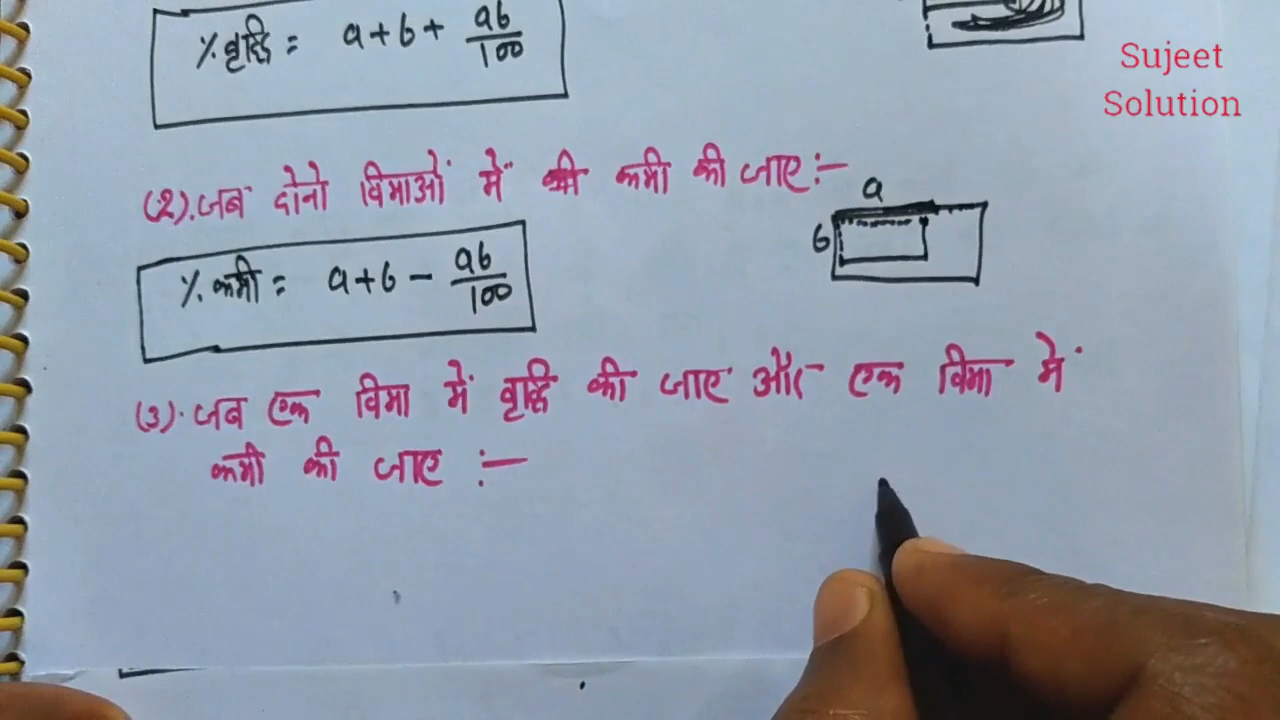 % वृद्धि = a + b + ab/100
Sujeet
Solution
(2). जब दोनो विमाओं में कमी की जाए :-
a
b
% कमी = a + b - ab/100
(3). जब एक विमा में वृद्धि की जाए और एक विमा में
कमी की जाए :-